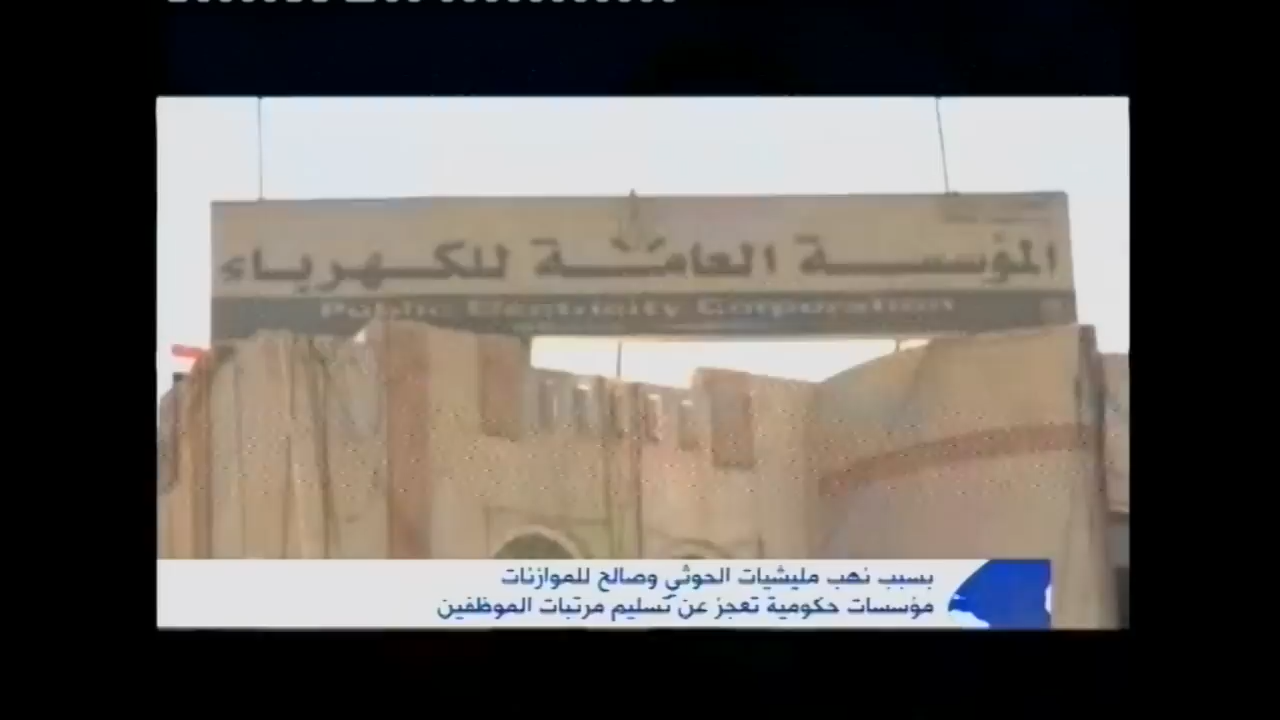 المؤسسة العامة للكهرباء
Public Electricity Corporation
بسبب نهب مليشيات الحوثي وصالح للموازنات
مؤسسات حكومية تعجز عن تسليم مرتبات الموظفين